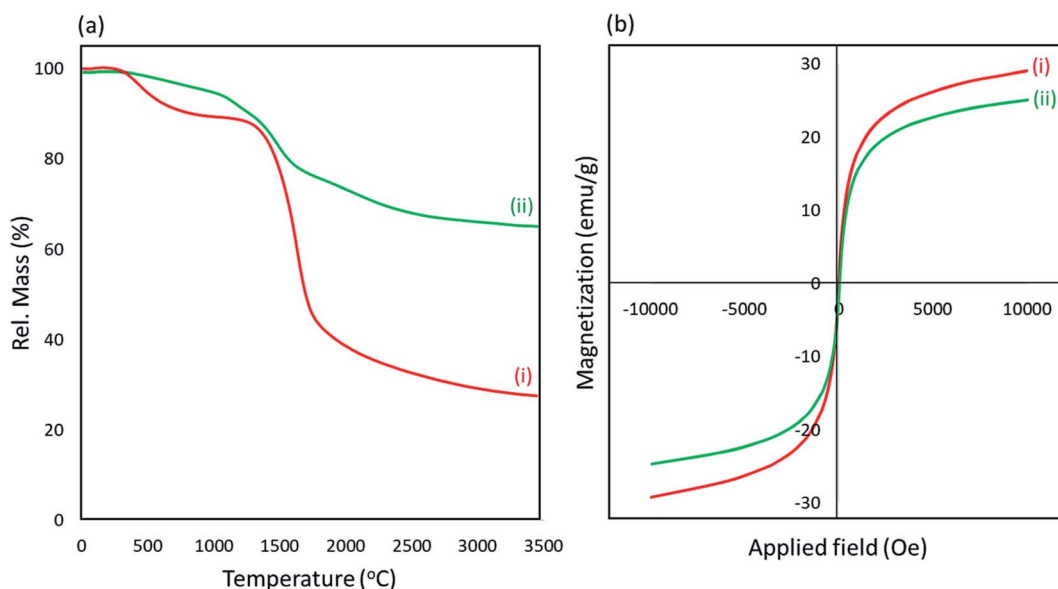 (a)
100
80
60
40
20
0
0 500 1000 1500 2000 2500 3000 3500
Rel. Mass (%)
Temperature (°C)
(ii)
(i)
(b)
30
20
10
0
-10
-20
-30
-10000 -5000 0 5000 10000
Magnetization (emu/g)
Applied field (Oe)
(i)
(ii)